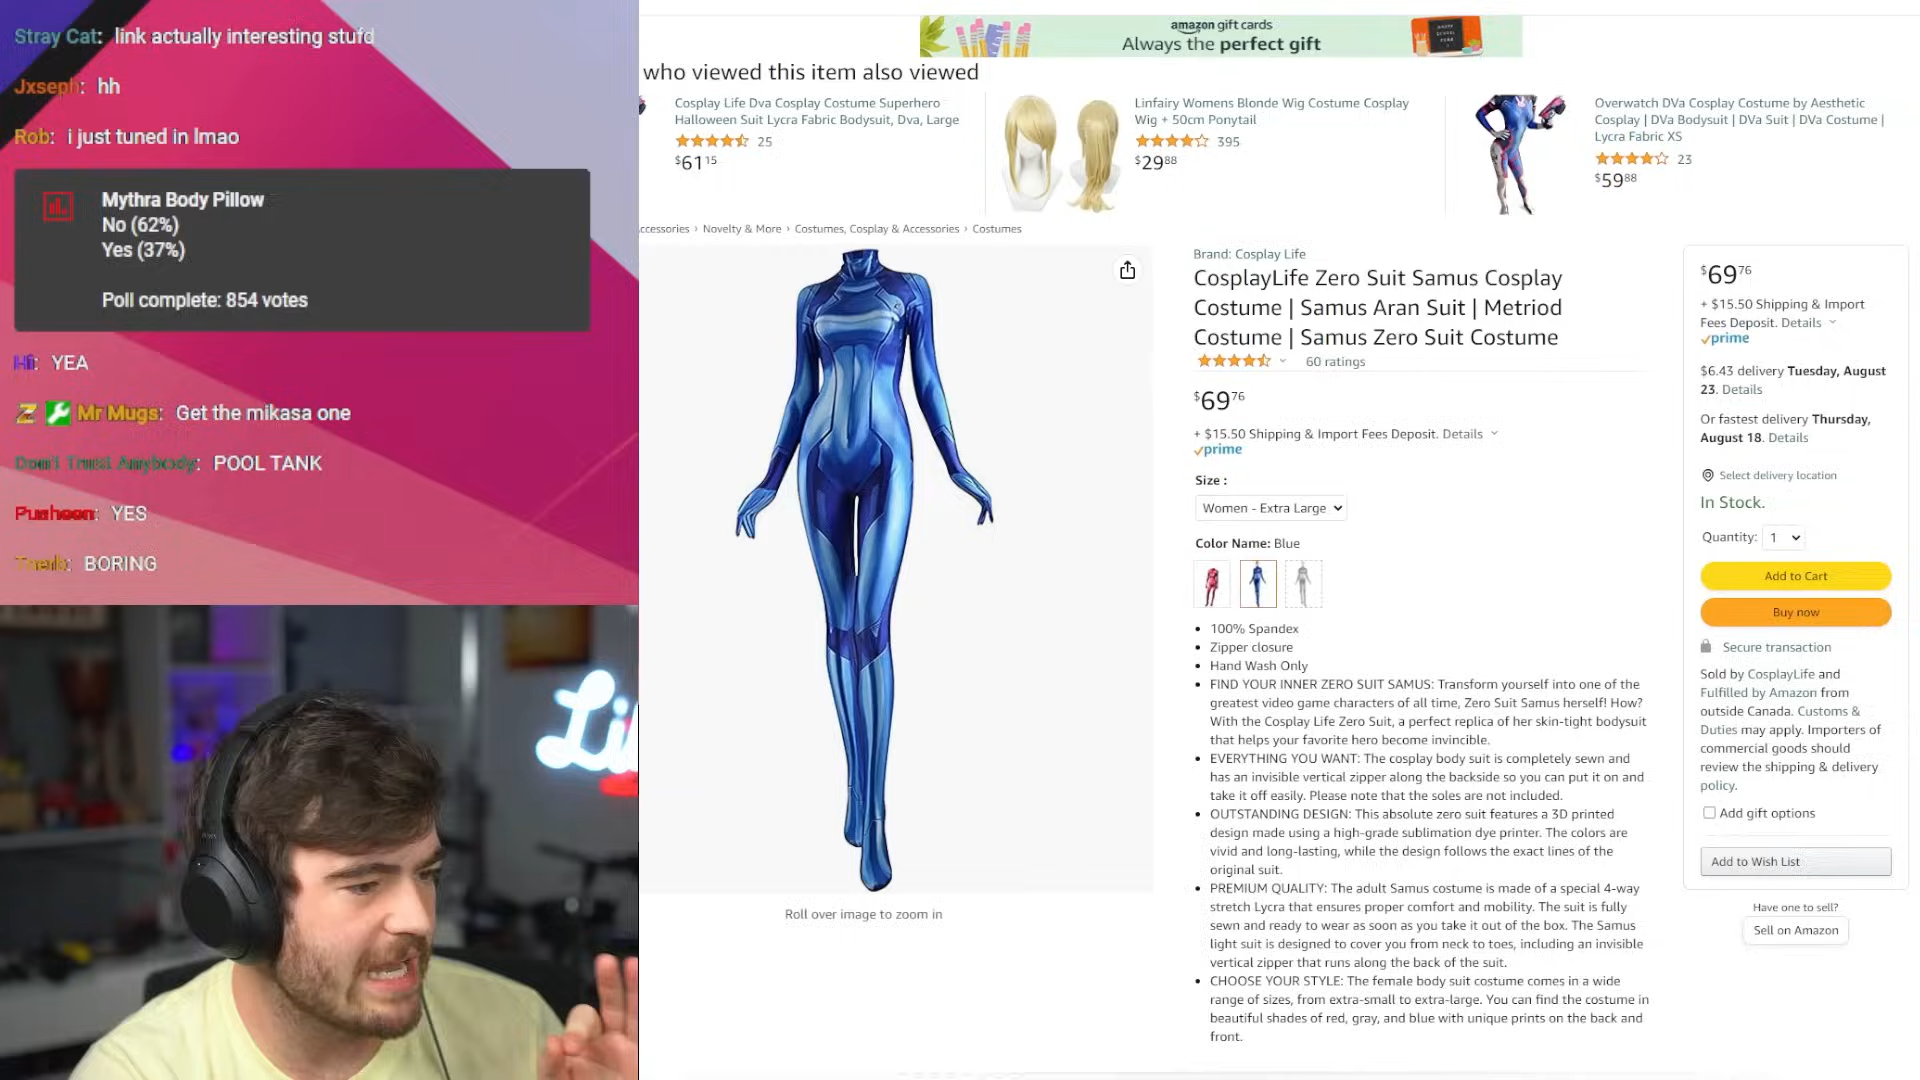 Stray Cat: link actually interesting stufd
Jxseph: hh
Rob: i just tuned in lmao
Mythra Body Pillow
No (62%)
Yes (37%)
Poll complete: 854 votes
Hi: YEA
Mr Mugs: Get the mikasa one
Don't Trust Anybody: POOL TANK
Pusheen: YES
BORING
amazon gift cards
Always the perfect gift
who viewed this item also viewed
Cosplay Life Dva Cosplay Costume Superhero
Halloween Suit Lycra Fabric Bodysuit, Dva, Large
25
$61 15
Linfairy Womens Blonde Wig Costume Cosplay
Wig + 50cm Ponytail
395
$29 88
Overwatch DVa Cosplay Costume by Aesthetic
Cosplay | DVa Bodysuit | DVa Suit | DVa Costume |
Lycra Fabric XS
23
$59 88
ccessories › Novelty & More › Costumes, Cosplay & Accessories › Costumes
Roll over image to zoom in
Brand: Cosplay Life
CosplayLife Zero Suit Samus Cosplay
Costume | Samus Aran Suit | Metriod
Costume | Samus Zero Suit Costume
60 ratings
$69 76
+ $15.50 Shipping & Import Fees Deposit. Details
prime
Size :
Women - Extra Large
Color Name: Blue
• 100% Spandex
• Zipper closure
• Hand Wash Only
• FIND YOUR INNER ZERO SUIT SAMUS: Transform yourself into one of the
greatest video game characters of all time, Zero Suit Samus herself! How?
With the Cosplay Life Zero Suit, a perfect replica of her skin-tight bodysuit
that helps your favorite hero become invincible.
• EVERYTHING YOU WANT: The cosplay body suit is completely sewn and
has an invisible vertical zipper along the backside so you can put it on and
take it off easily. Please note that the soles are not included.
• OUTSTANDING DESIGN: This absolute zero suit features a 3D printed
design made using a high-grade sublimation dye printer. The colors are
vivid and long-lasting, while the design follows the exact lines of the
original suit.
• PREMIUM QUALITY: The adult Samus costume is made of a special 4-way
stretch Lycra that ensures proper comfort and mobility. The suit is fully
sewn and ready to wear as soon as you take it out of the box. The Samus
light suit is designed to cover you from neck to toes, including an invisible
vertical zipper that runs along the back of the suit.
• CHOOSE YOUR STYLE: The female body suit costume comes in a wide
range of sizes, from extra-small to extra-large. You can find the costume in
beautiful shades of red, gray, and blue with unique prints on the back and
front.
$69 76
+ $15.50 Shipping & Import
Fees Deposit. Details
prime
$6.43 delivery Tuesday, August
23. Details
Or fastest delivery Thursday,
August 18. Details
Select delivery location
In Stock.
Quantity: 1
Add to Cart
Buy now
Secure transaction
Sold by CosplayLife and
Fulfilled by Amazon from
outside Canada. Customs &
Duties may apply. Importers of
commercial goods should
review the shipping & delivery
policy.
Add gift options
Add to Wish List
Have one to sell?
Sell on Amazon